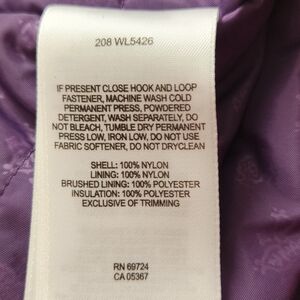 208 WL5426
IF PRESENT CLOSE HOOK AND LOOP
FASTENER, MACHINE WASH COLD
PERMANENT PRESS, POWDERED
DETERGENT, WASH SEPARATELY, DO
NOT BLEACH, TUMBLE DRY PERMANENT
PRESS LOW, IRON LOW, DO NOT USE
FABRIC SOFTENER, DO NOT DRYCLEAN
SHELL: 100% NYLON
LINING: 100% NYLON
BRUSHED LINING: 100% POLYESTER
INSULATION: 100% POLYESTER
EXCLUSIVE OF TRIMMING
RN 69724
CA 05367